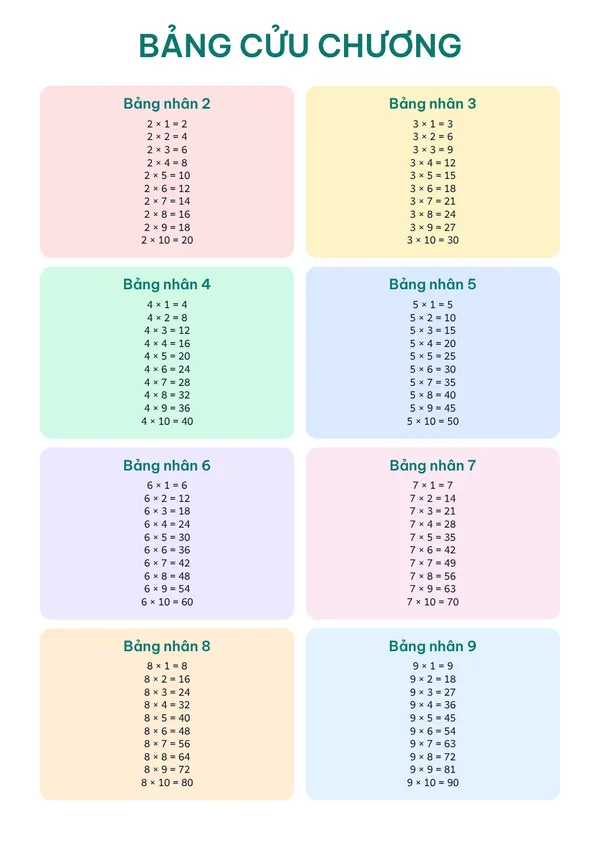 BẢNG CỬU CHƯƠNG
Bảng nhân 2
2 × 1 = 2
2 × 2 = 4
2 × 3 = 6
2 × 4 = 8
2 × 5 = 10
2 × 6 = 12
2 × 7 = 14
2 × 8 = 16
2 × 9 = 18
2 × 10 = 20
Bảng nhân 3
3 × 1 = 3
3 × 2 = 6
3 × 3 = 9
3 × 4 = 12
3 × 5 = 15
3 × 6 = 18
3 × 7 = 21
3 × 8 = 24
3 × 9 = 27
3 × 10 = 30
Bảng nhân 4
4 × 1 = 4
4 × 2 = 8
4 × 3 = 12
4 × 4 = 16
4 × 5 = 20
4 × 6 = 24
4 × 7 = 28
4 × 8 = 32
4 × 9 = 36
4 × 10 = 40
Bảng nhân 5
5 × 1 = 5
5 × 2 = 10
5 × 3 = 15
5 × 4 = 20
5 × 5 = 25
5 × 6 = 30
5 × 7 = 35
5 × 8 = 40
5 × 9 = 45
5 × 10 = 50
Bảng nhân 6
6 × 1 = 6
6 × 2 = 12
6 × 3 = 18
6 × 4 = 24
6 × 5 = 30
6 × 6 = 36
6 × 7 = 42
6 × 8 = 48
6 × 9 = 54
6 × 10 = 60
Bảng nhân 7
7 × 1 = 7
7 × 2 = 14
7 × 3 = 21
7 × 4 = 28
7 × 5 = 35
7 × 6 = 42
7 × 7 = 49
7 × 8 = 56
7 × 9 = 63
7 × 10 = 70
Bảng nhân 8
8 × 1 = 8
8 × 2 = 16
8 × 3 = 24
8 × 4 = 32
8 × 5 = 40
8 × 6 = 48
8 × 7 = 56
8 × 8 = 64
8 × 9 = 72
8 × 10 = 80
Bảng nhân 9
9 × 1 = 9
9 × 2 = 18
9 × 3 = 27
9 × 4 = 36
9 × 5 = 45
9 × 6 = 54
9 × 7 = 63
9 × 8 = 72
9 × 9 = 81
9 × 10 = 90